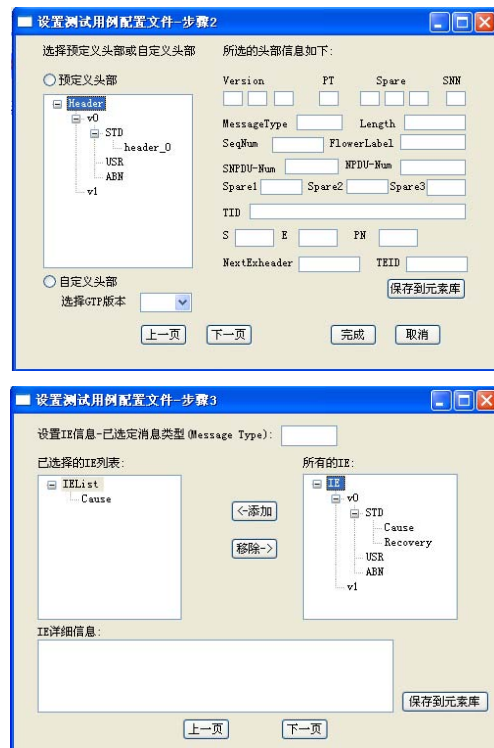 设置测试用例配置文件-步骤2
选择预定义头部或自定义头部
所选的头部信息如下:
预定义头部
Header
v0
STD
header_0
USR
ABN
v1
Version PT Spare SNN
MessageType Length
SeqNum FlowerLabel
SNPDU-Num NPDU-Num
Spare1 Spare2 Spare3
TID
S E PN
NextExheader TEID
自定义头部
选择GTP版本
保存到元素库
上一页 下一页 完成 取消
设置测试用例配置文件-步骤3
设置IE信息-已选定消息类型(Message Type):
已选择的IE列表:
IEList
Cause
<-添加
移除->
所有的IE:
IE
v0
STD
Cause
Recovery
USR
ABN
v1
IE详细信息:
保存到元素库
上一页 下一页